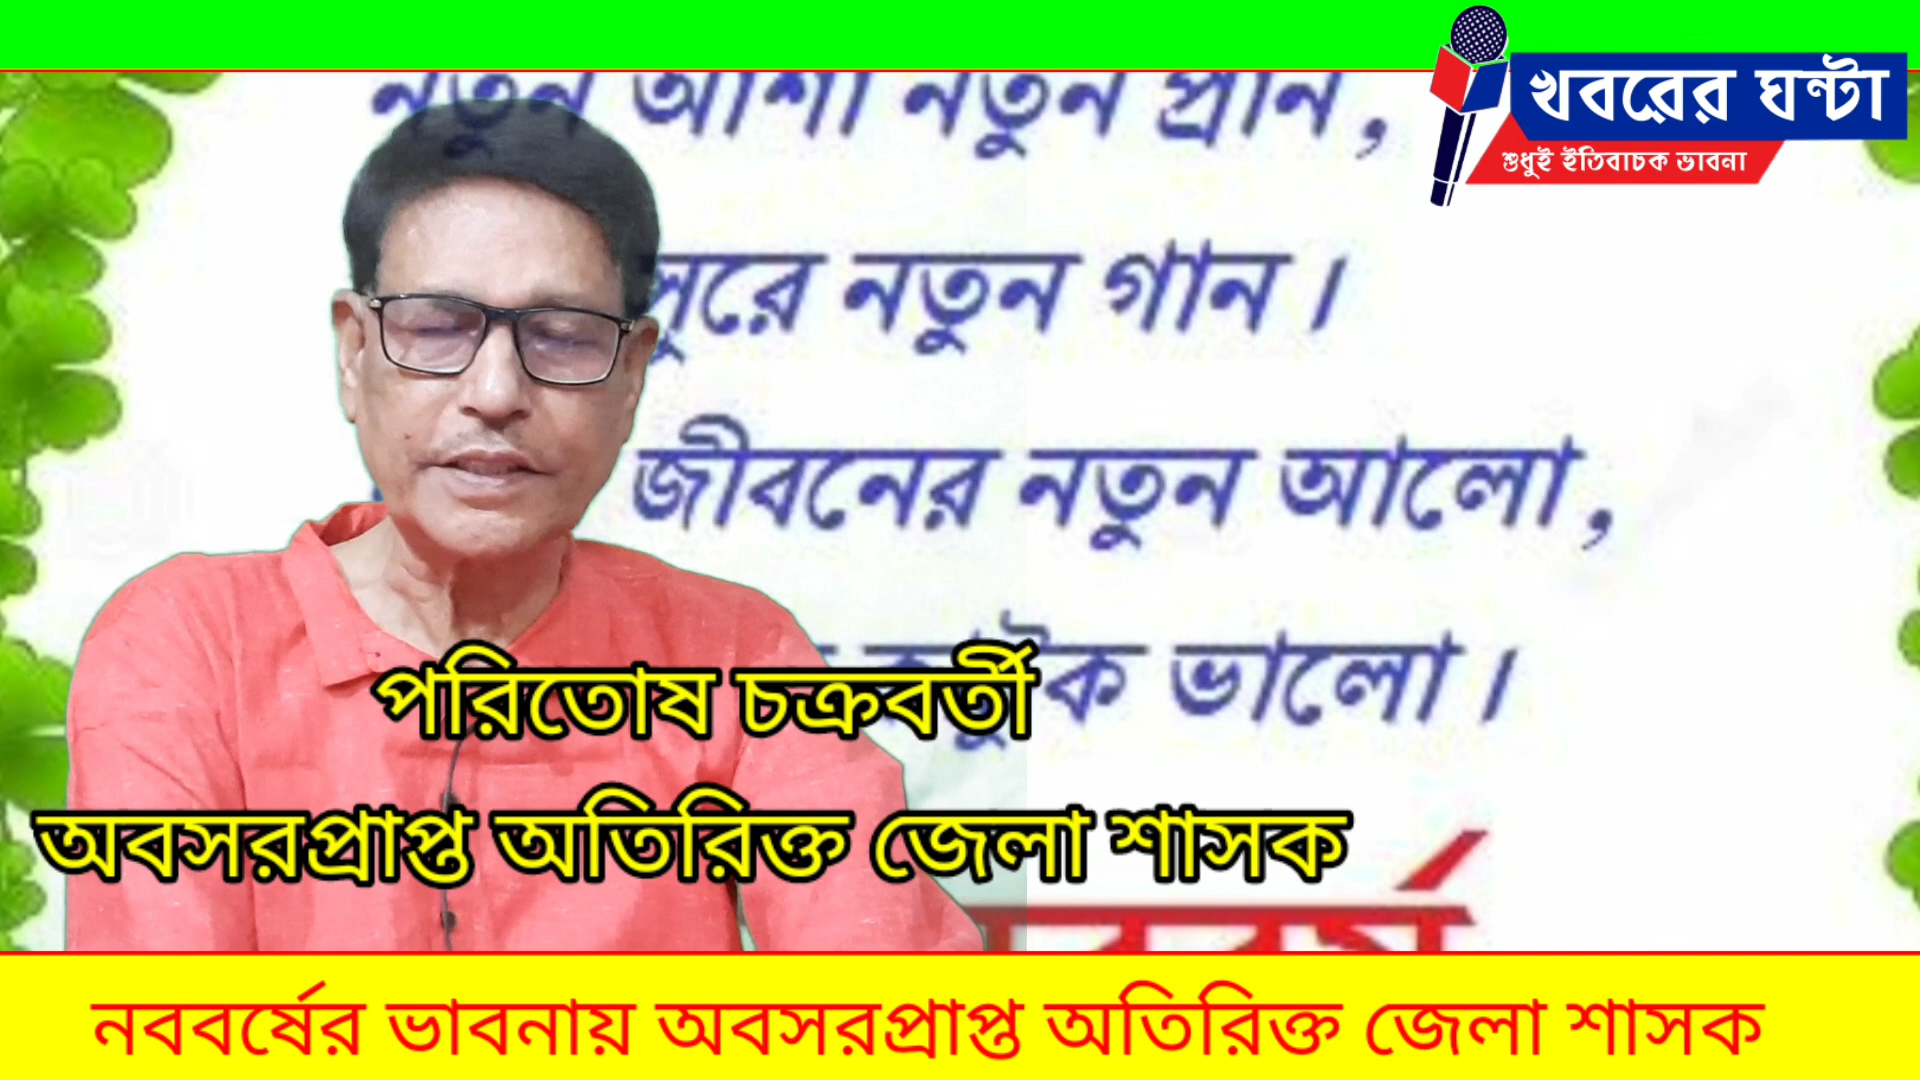 খবরের ঘন্টা
শুধুই ইতিবাচক ভাবনা
নতুন আশা নতুন প্রান,
সুরে নতুন গান।
জীবনের নতুন আলো,
ভালো।
পরিতোষ চক্রবর্তী
অবসরপ্রাপ্ত অতিরিক্ত জেলা শাসক
নববর্ষের ভাবনায় অবসরপ্রাপ্ত অতিরিক্ত জেলা শাসক